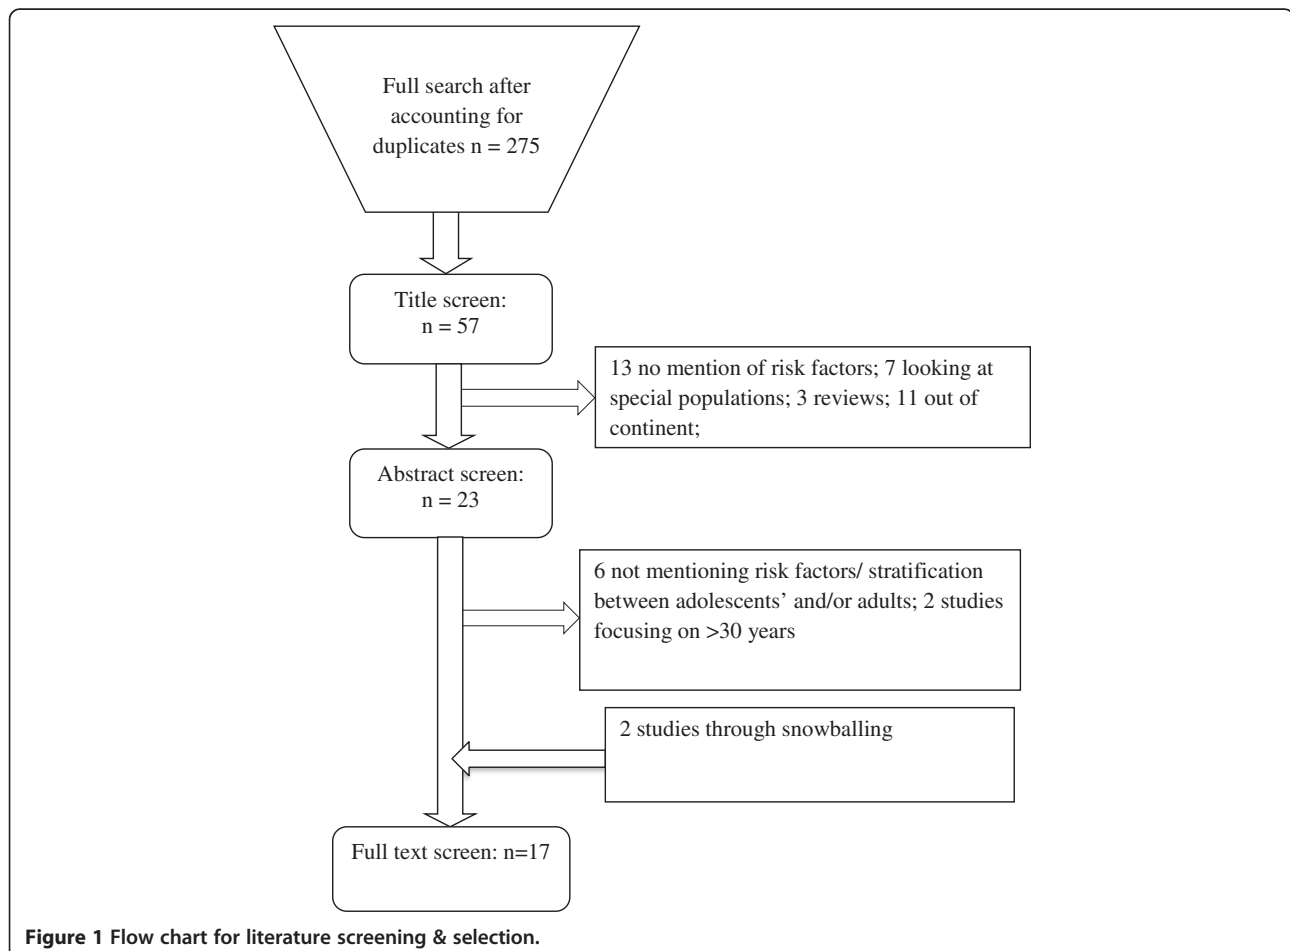 Full search after
accounting for
duplicates n = 275
Title screen:
n = 57
13 no mention of risk factors; 7 looking at
special populations; 3 reviews; 11 out of
continent;
Abstract screen:
n = 23
6 not mentioning risk factors/ stratification
between adolescents’ and/or adults; 2 studies
focusing on >30 years
2 studies through snowballing
Full text screen: n=17
Figure 1 Flow chart for literature screening & selection.